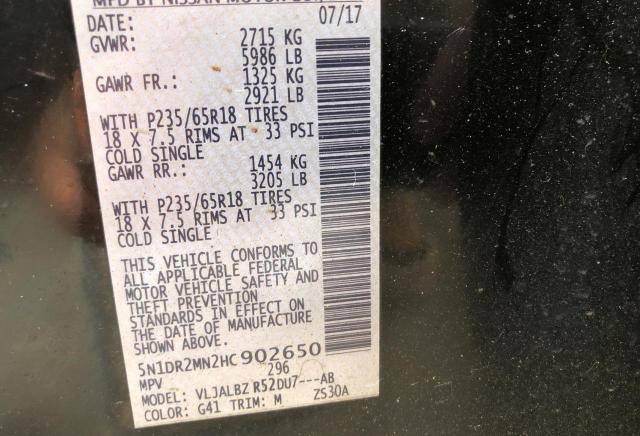 MFD BY NISSAN MOTOR
DATE: 07/17
GVWR: 2715 KG
5986 LB
GAWR FR.: 1325 KG
2921 LB
WITH P235/65R18 TIRES
18 X 7.5 RIMS AT 33 PSI
COLD SINGLE
GAWR RR.: 1454 KG
3205 LB
WITH P235/65R18 TIRES
18 X 7.5 RIMS AT 33 PSI
COLD SINGLE
THIS VEHICLE CONFORMS TO
ALL APPLICABLE FEDERAL
MOTOR VEHICLE SAFETY AND
THEFT PREVENTION
STANDARDS IN EFFECT ON
THE DATE OF MANUFACTURE
SHOWN ABOVE.
5N1DR2MN2HC902650
MPV 296
MODEL: VLJALBZ R52DU7---AB
COLOR: G41 TRIM: M ZS30A